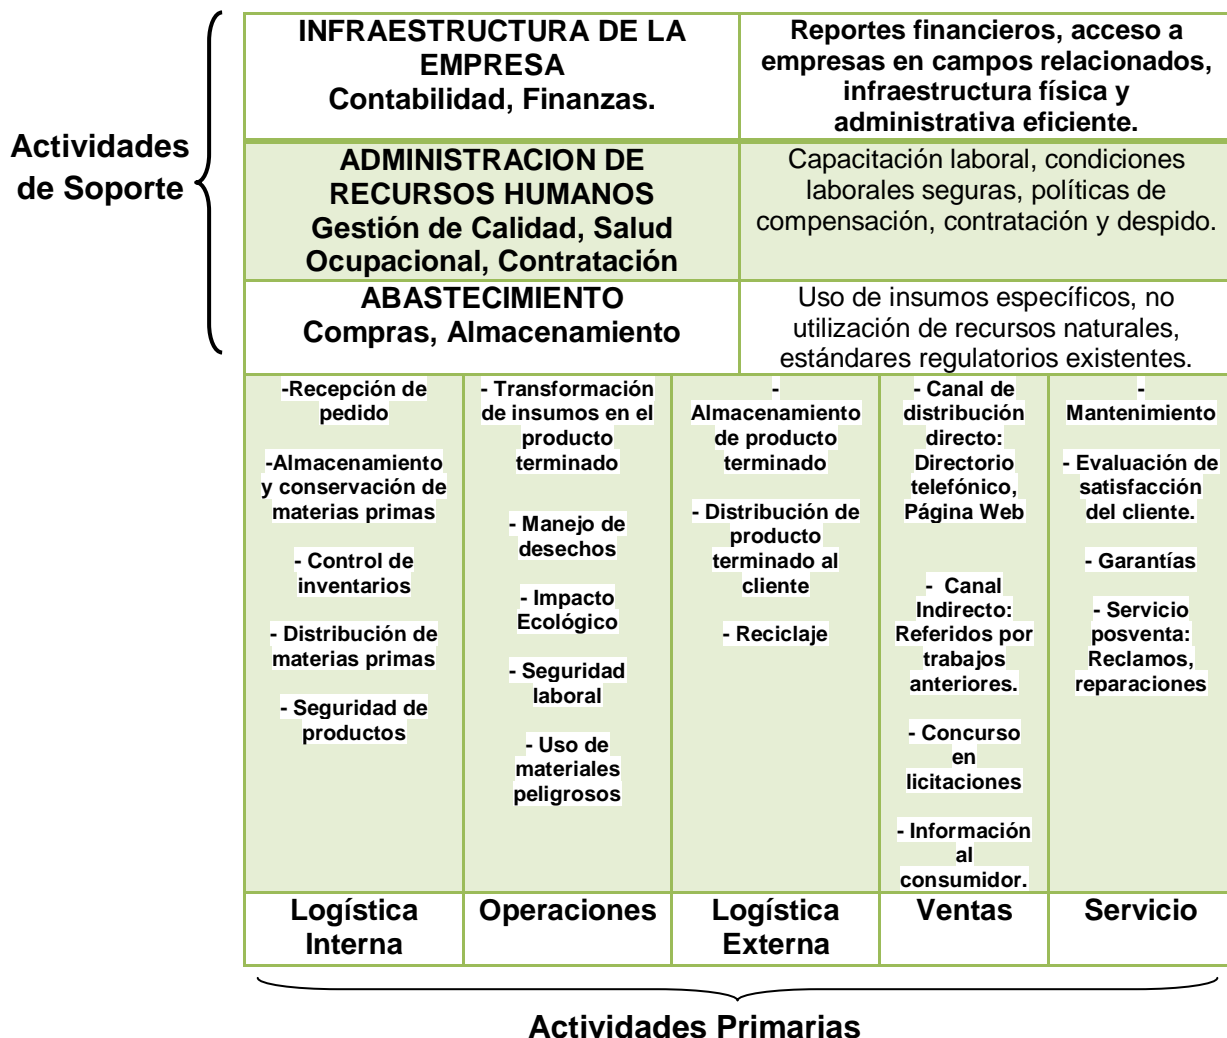 Actividades
de Soporte
INFRAESTRUCTURA DE LA
EMPRESA
Contabilidad, Finanzas.
Reportes financieros, acceso a
empresas en campos relacionados,
infraestructura física y
administrativa eficiente.
ADMINISTRACION DE
RECURSOS HUMANOS
Gestión de Calidad, Salud
Ocupacional, Contratación
Capacitación laboral, condiciones
laborales seguras, políticas de
compensación, contratación y despido.
ABASTECIMIENTO
Compras, Almacenamiento
Uso de insumos específicos, no
utilización de recursos naturales,
estándares regulatorios existentes.
-Recepción de
pedido
-Almacenamiento
y conservación de
materias primas
- Control de
inventarios
- Distribución de
materias primas
- Seguridad de
productos
- Transformación
de insumos en el
producto
terminado
- Manejo de
desechos
- Impacto
Ecológico
- Seguridad
laboral
- Uso de
materiales
peligrosos
-
Almacenamiento
de producto
terminado
- Distribución de
producto
terminado al
cliente
- Reciclaje
- Canal de
distribución
directo:
Directorio
telefónico,
Página Web
- Canal
Indirecto:
Referidos por
trabajos
anteriores.
- Concurso
en
licitaciones
- Información
al
consumidor.
-
Mantenimiento
- Evaluación de
satisfacción
del cliente.
- Garantías
- Servicio
posventa:
Reclamos,
reparaciones
Logística
Interna
Operaciones
Logística
Externa
Ventas
Servicio
Actividades Primarias